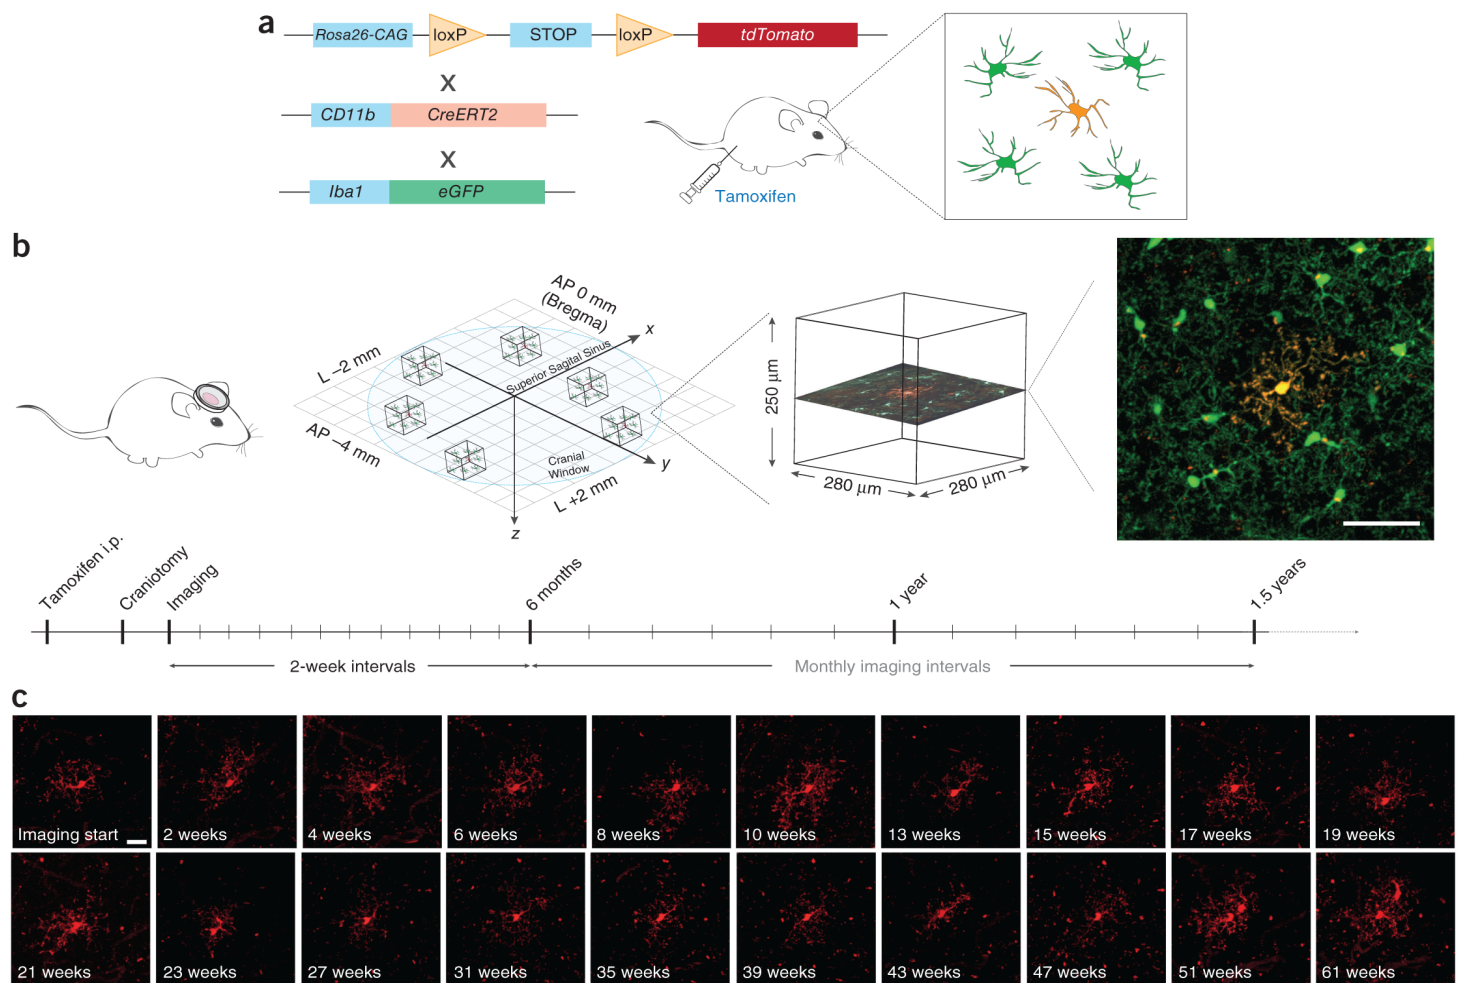 a
Rosa26-CAG
loxP
STOP
loxP
tdTomato
X
CD11b
CreERT2
X
Iba1
eGFP
Tamoxifen
b
AP 0 mm
(Bregma)
x
L –2 mm
Superior Sagital Sinus
AP –4 mm
Cranial
Window
y
L +2 mm
z
250 µm
280 µm
280 µm
Tamoxifen i.p.
Craniotomy
Imaging
6 months
1 year
1.5 years
2-week intervals
Monthly imaging intervals
c
Imaging start
2 weeks
4 weeks
6 weeks
8 weeks
10 weeks
13 weeks
15 weeks
17 weeks
19 weeks
21 weeks
23 weeks
27 weeks
31 weeks
35 weeks
39 weeks
43 weeks
47 weeks
51 weeks
61 weeks